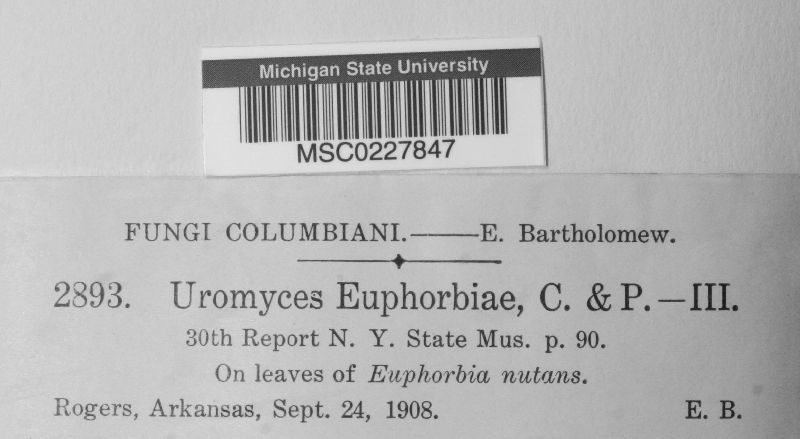 Michigan State University
MSC0227847
FUNGI COLUMBIANI.——E. Bartholomew.
2893. Uromyces Euphorbiae, C. & P.—III.
30th Report N. Y. State Mus. p. 90.
On leaves of Euphorbia nutans.
Rogers, Arkansas, Sept. 24, 1908. E. B.